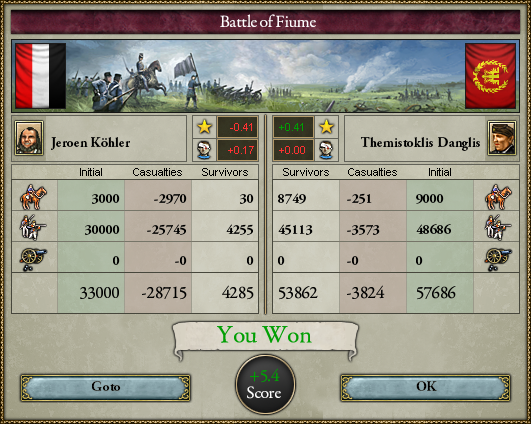 Battle of Fiume
Jeroen Köhler
-0.41
+0.17
+0.41
+0.00
Themistoklis Danglis
Initial Casualties Survivors Survivors Casualties Initial
3000 -2970 30 8749 -251 9000
30000 -25745 4255 45113 -3573 48686
0 -0 0 0 -0 0
33000 -28715 4285 53862 -3824 57686
You Won
Goto
+5.4
Score
OK